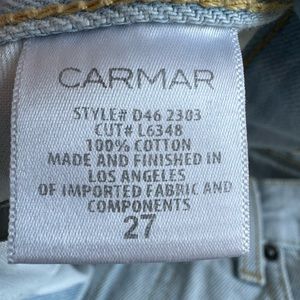 CARMAR
STYLE# D46 2303
CUT# L6348
100% COTTON
MADE AND FINISHED IN
LOS ANGELES
OF IMPORTED FABRIC AND
COMPONENTS
27